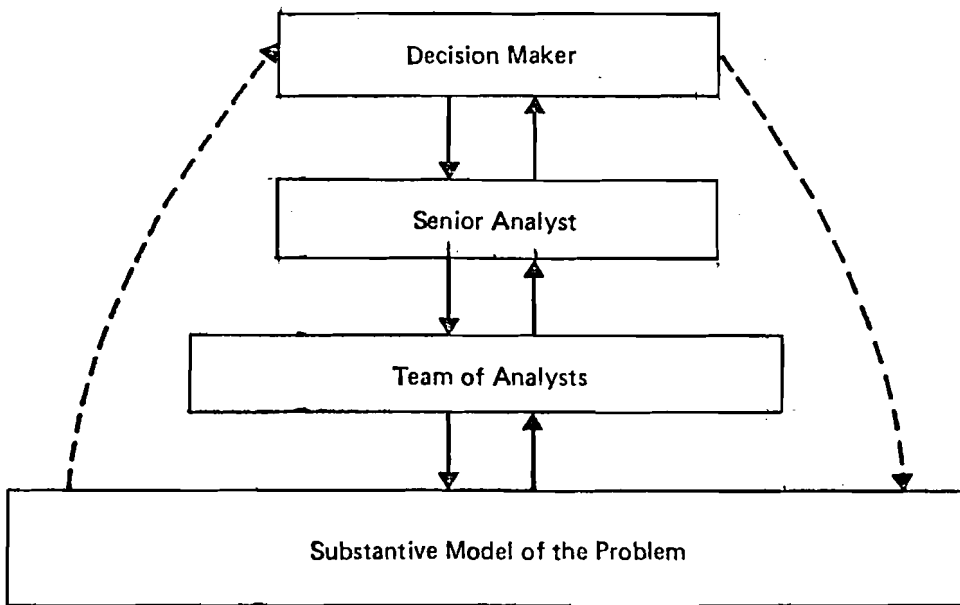 Decision Maker
Senior Analyst
Team of Analysts
Substantive Model of the Problem